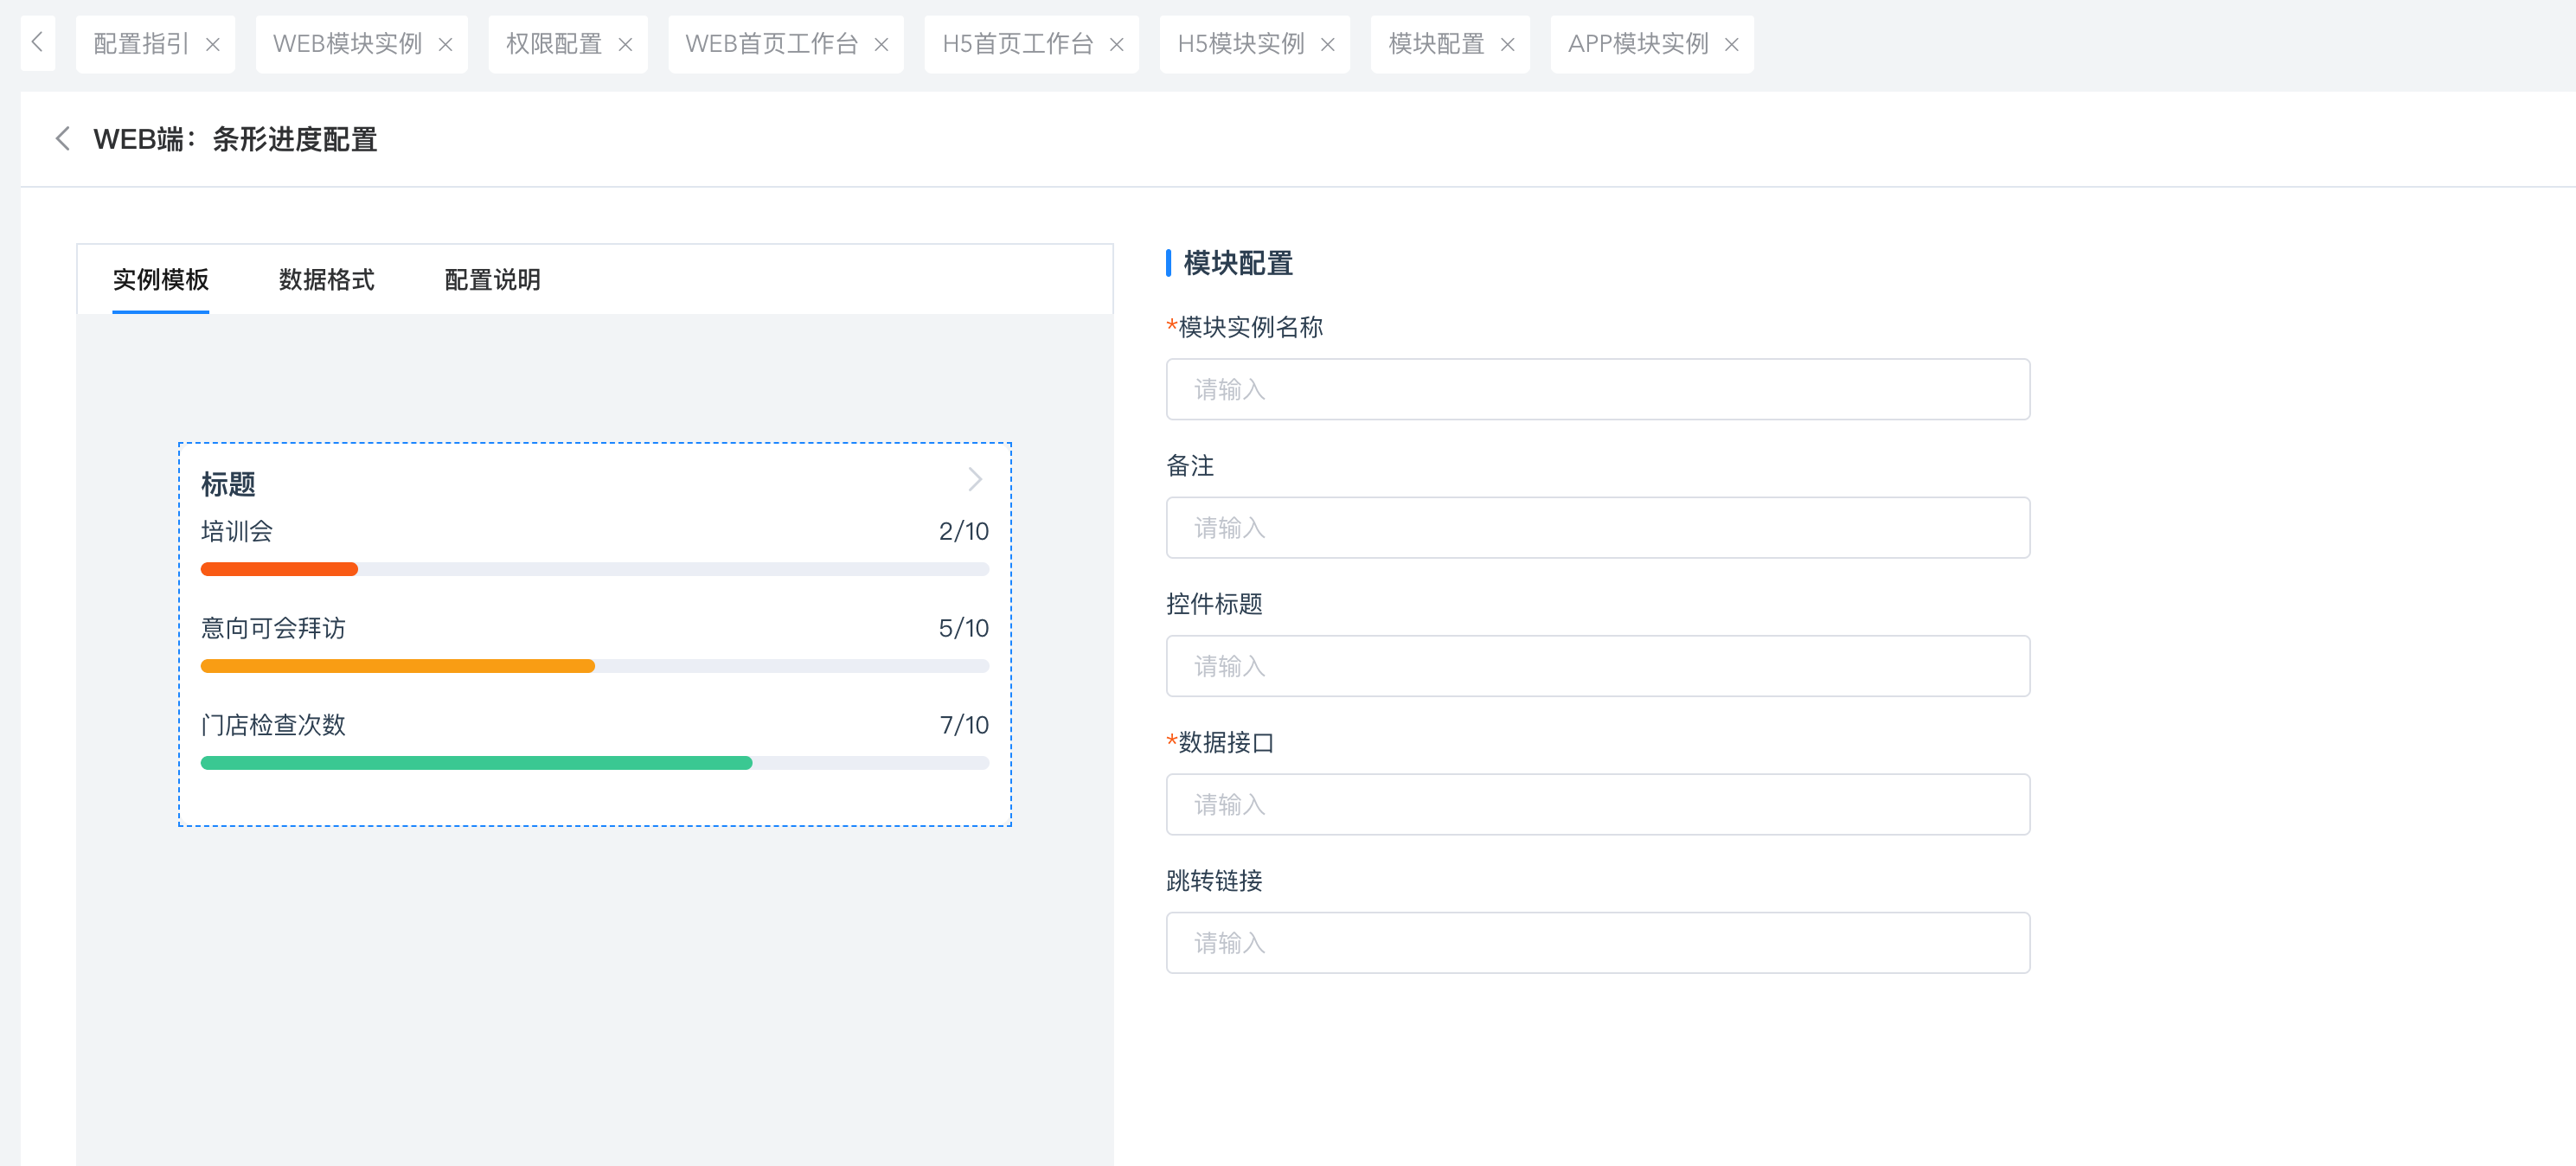 配置指引 WEB模块实例 权限配置 WEB首页工作台 H5首页工作台 H5模块实例 模块配置 APP模块实例
WEB端：条形进度配置
实例模板 数据格式 配置说明
标题
培训会 2/10
意向可会拜访 5/10
门店检查次数 7/10
模块配置
*模块实例名称
请输入
备注
请输入
控件标题
请输入
*数据接口
请输入
跳转链接
请输入